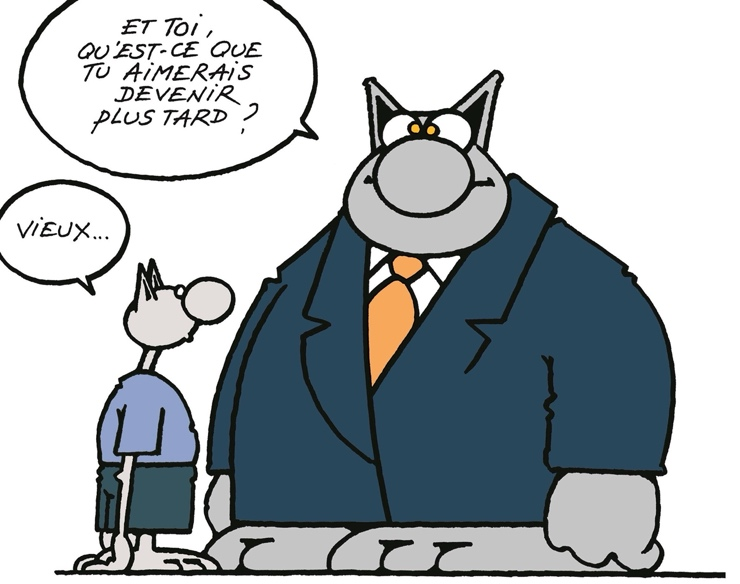 ET TOI,
QU'EST-CE QUE
TU AIMERAIS
DEVENIR
PLUS TARD ?
VIEUX...